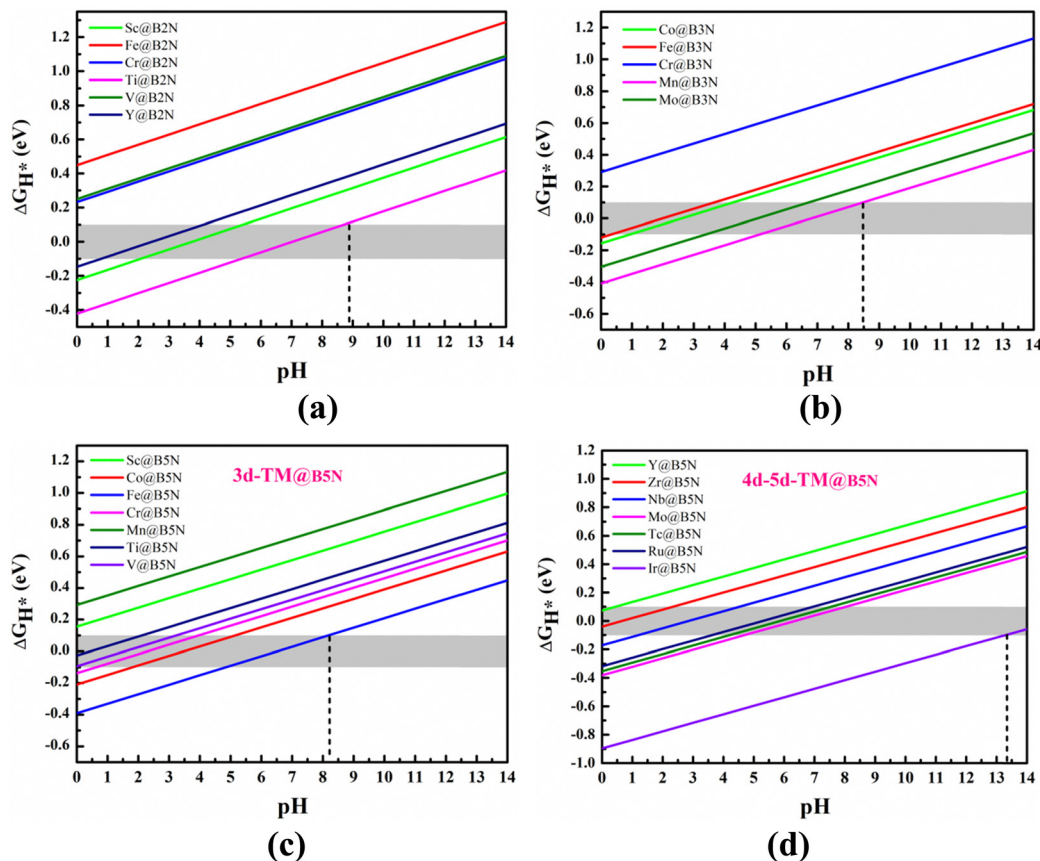 Sc@B2N
Fe@B2N
Cr@B2N
Ti@B2N
V@B2N
Y@B2N
1.2
1.0
0.8
0.6
0.4
0.2
0.0
-0.2
-0.4
ΔG_H* (eV)
0 1 2 3 4 5 6 7 8 9 10 11 12 13 14
pH
(a)
Co@B3N
Fe@B3N
Cr@B3N
Mn@B3N
Mo@B3N
1.2
1.0
0.8
0.6
0.4
0.2
0.0
-0.2
-0.4
-0.6
ΔG_H* (eV)
0 1 2 3 4 5 6 7 8 9 10 11 12 13 14
pH
(b)
3d-TM@B5N
Sc@B5N
Co@B5N
Fe@B5N
Cr@B5N
Mn@B5N
Ti@B5N
V@B5N
1.2
1.0
0.8
0.6
0.4
0.2
0.0
-0.2
-0.4
-0.6
ΔG_H* (eV)
0 1 2 3 4 5 6 7 8 9 10 11 12 13 14
pH
(c)
4d-5d-TM@B5N
Y@B5N
Zr@B5N
Nb@B5N
Mo@B5N
Tc@B5N
Ru@B5N
Ir@B5N
1.2
1.0
0.8
0.6
0.4
0.2
0.0
-0.2
-0.4
-0.6
-0.8
-1.0
ΔG_H* (eV)
0 1 2 3 4 5 6 7 8 9 10 11 12 13 14
pH
(d)